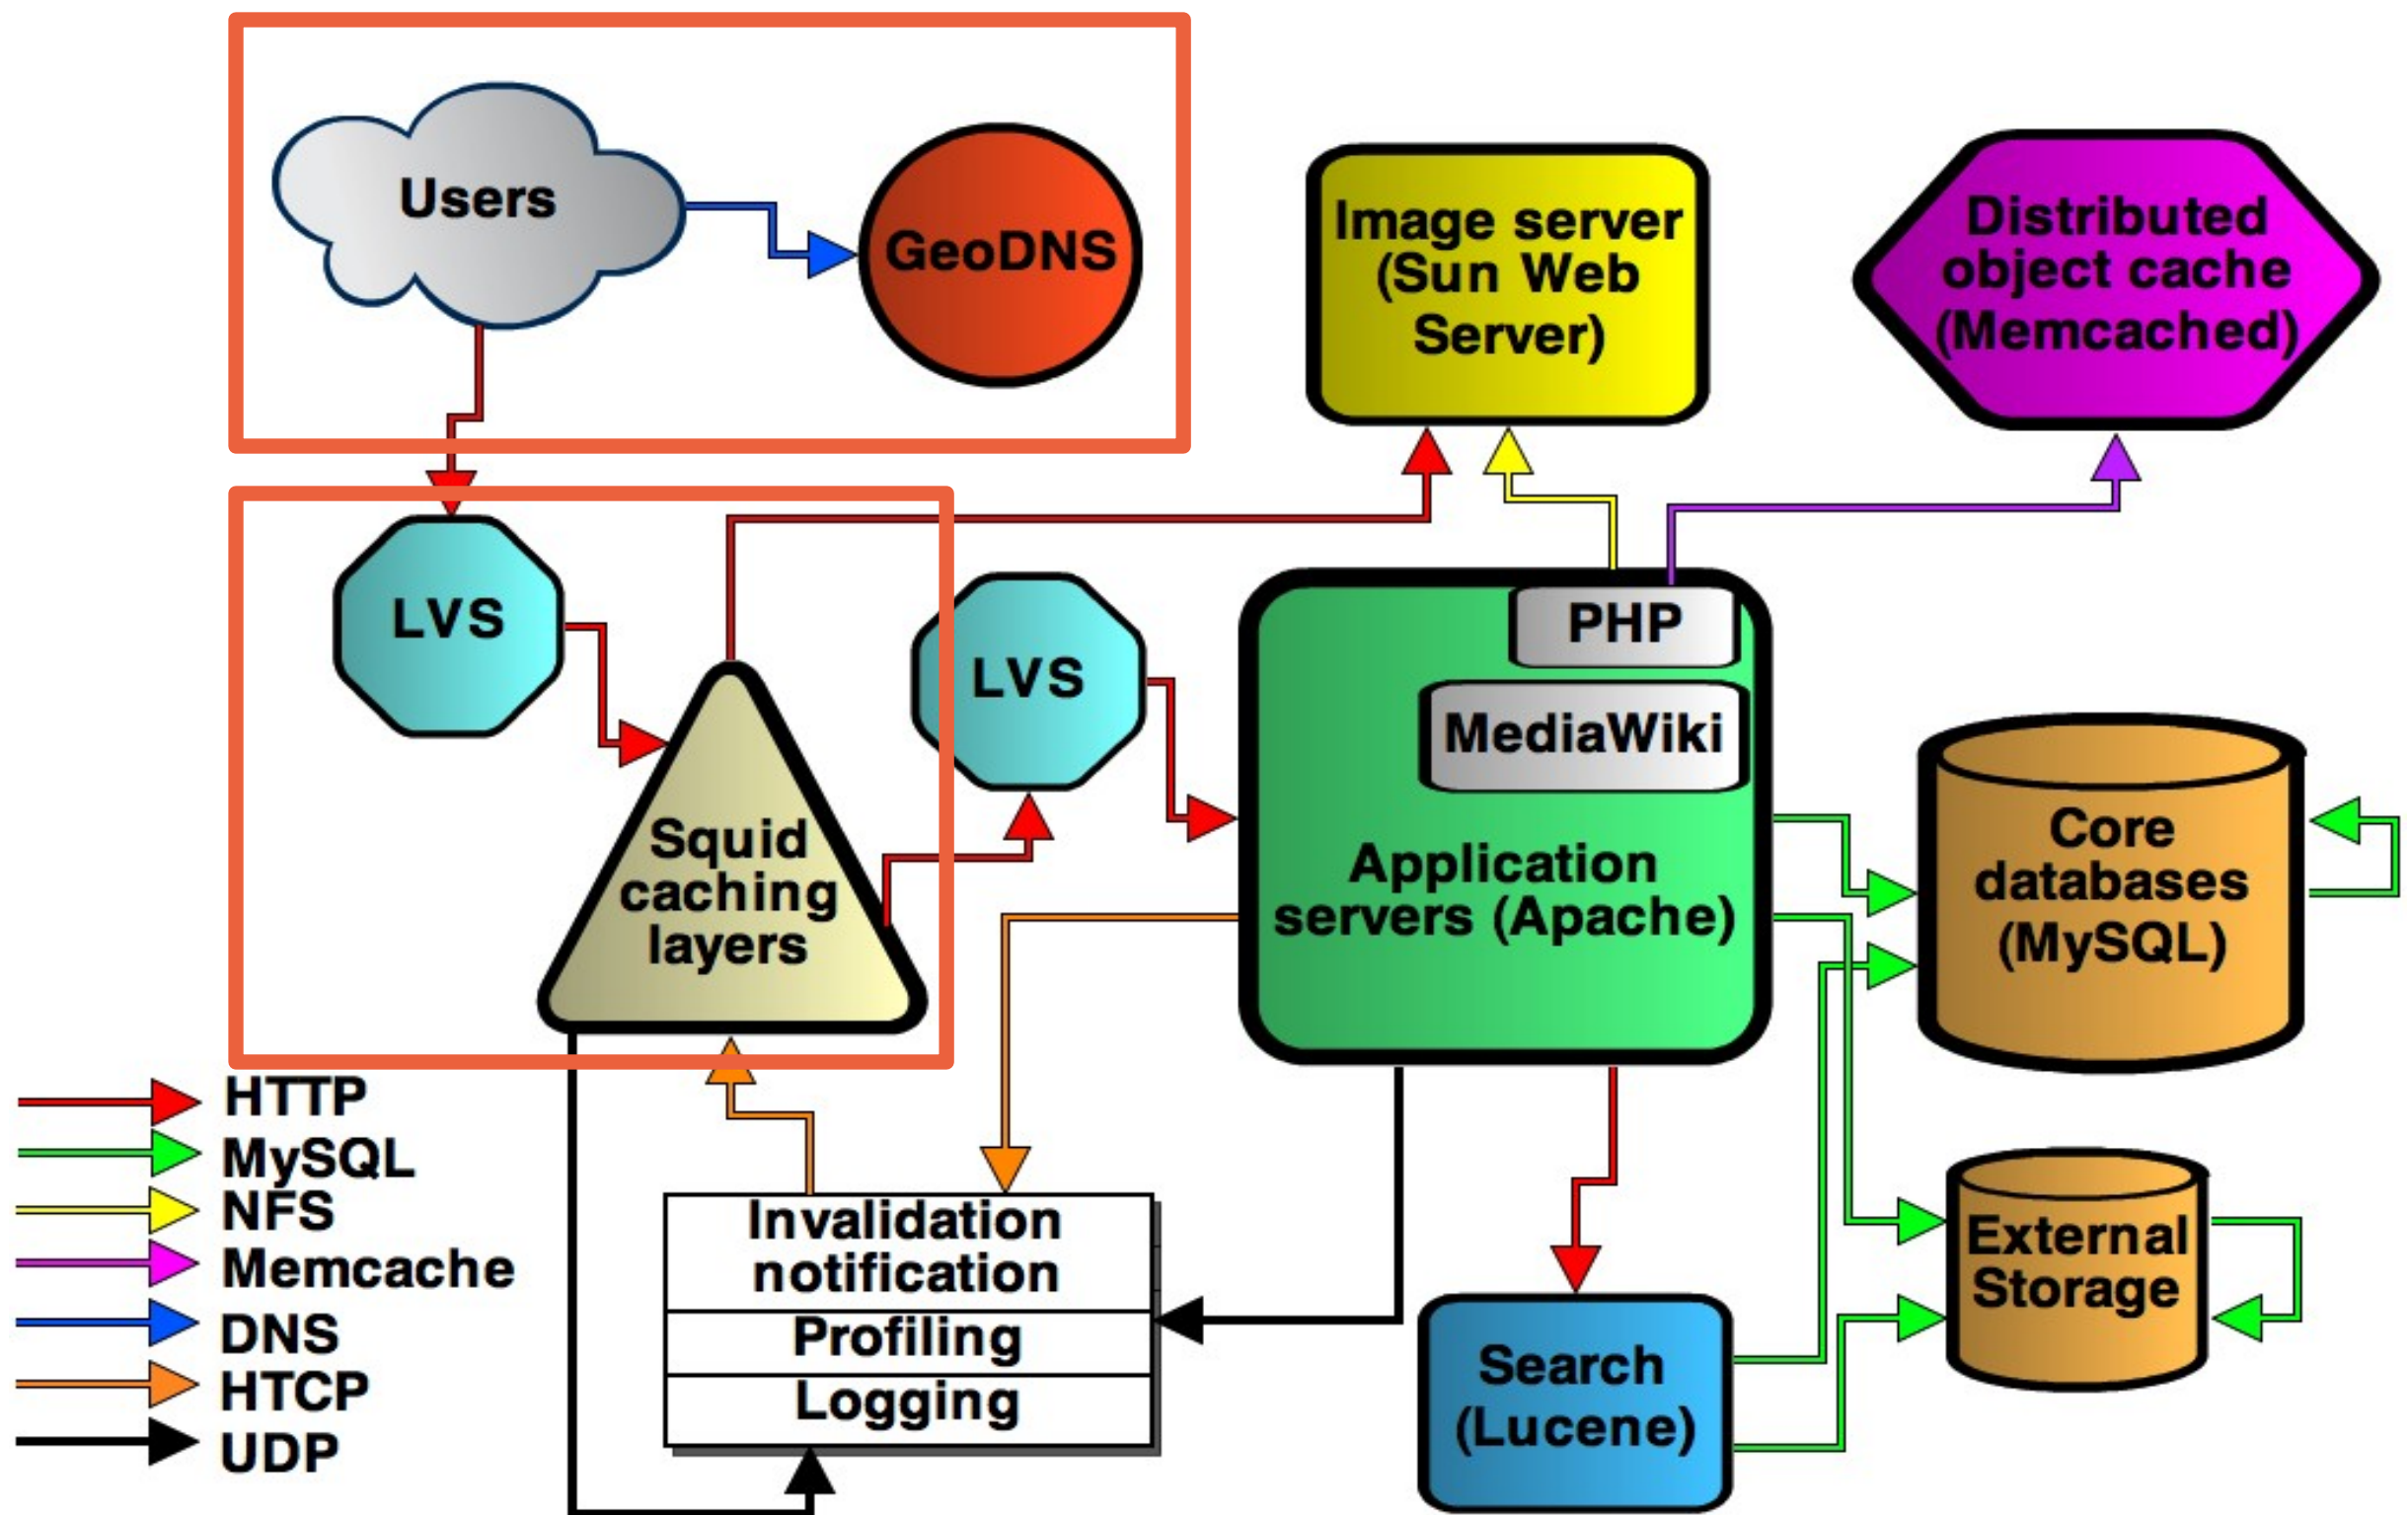 Users
GeoDNS
Image server
(Sun Web
Server)
Distributed
object cache
(Memcached)
LVS
LVS
PHP
MediaWiki
Squid
caching
layers
Application
servers (Apache)
Core
databases
(MySQL)
HTTP
MySQL
NFS
Memcache
DNS
HTCP
UDP
Invalidation
notification
Profiling
Logging
Search
(Lucene)
External
Storage